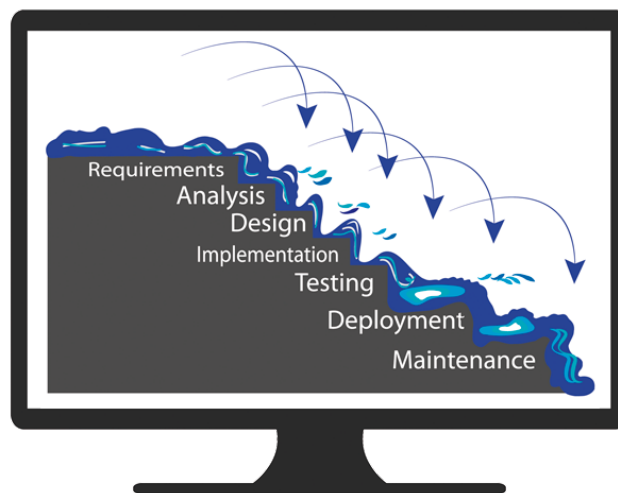 Requirements
Analysis
Design
Implementation
Testing
Deployment
Maintenance